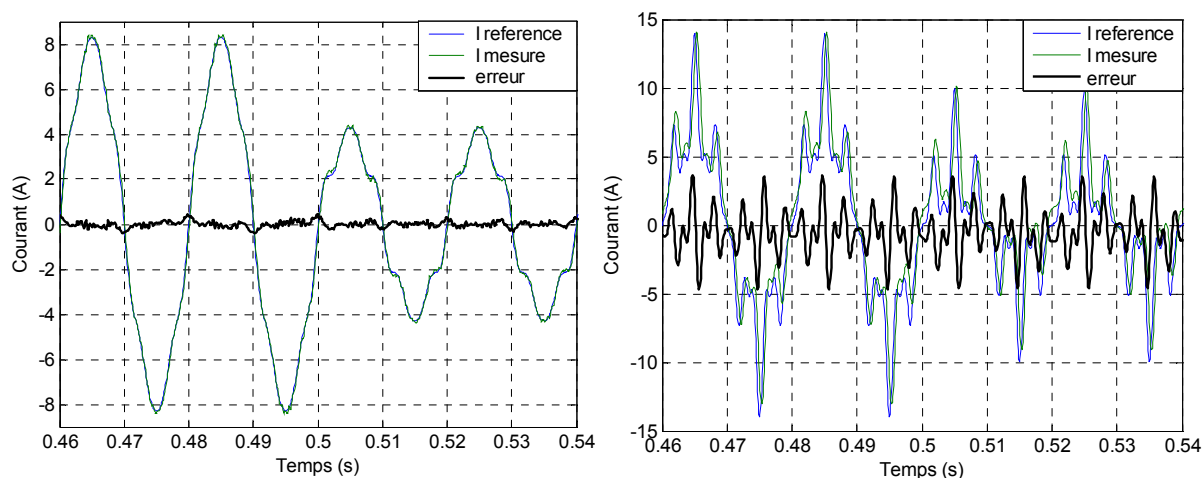 I reference
I mesure
erreur
8
6
4
2
0
-2
-4
-6
-8
Courant (A)
0.46 0.47 0.48 0.49 0.5 0.51 0.52 0.53 0.54
Temps (s)
I reference
I mesure
erreur
15
10
5
0
-5
-10
-15
Courant (A)
0.46 0.47 0.48 0.49 0.5 0.51 0.52 0.53 0.54
Temps (s)